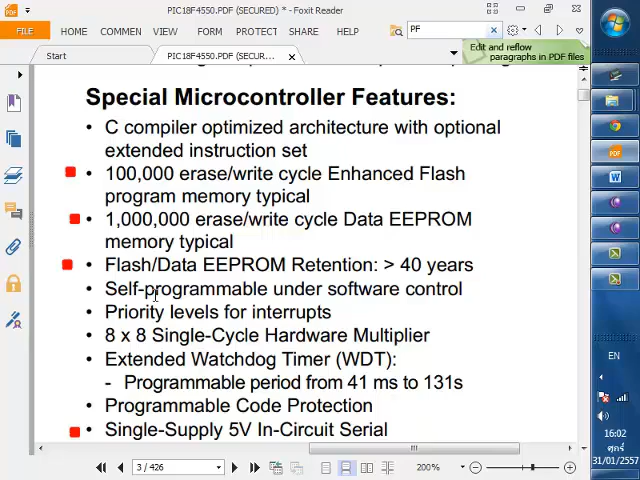 PIC18F4550.PDF (SECURED) * - Foxit Reader
FILE HOME COMMEN VIEW FORM PROTECT SHARE HELP PF
Start PIC18F4550.PDF (SECUR... Edit and reflow
paragraphs in PDF files
Special Microcontroller Features:
• C compiler optimized architecture with optional
extended instruction set
• 100,000 erase/write cycle Enhanced Flash
program memory typical
• 1,000,000 erase/write cycle Data EEPROM
memory typical
• Flash/Data EEPROM Retention: > 40 years
• Self-programmable under software control
• Priority levels for interrupts
• 8 x 8 Single-Cycle Hardware Multiplier
• Extended Watchdog Timer (WDT):
- Programmable period from 41 ms to 131s
• Programmable Code Protection
• Single-Supply 5V In-Circuit Serial
3 / 426 200%
PDF
EN
16:02
ศุกร์
31/01/2557